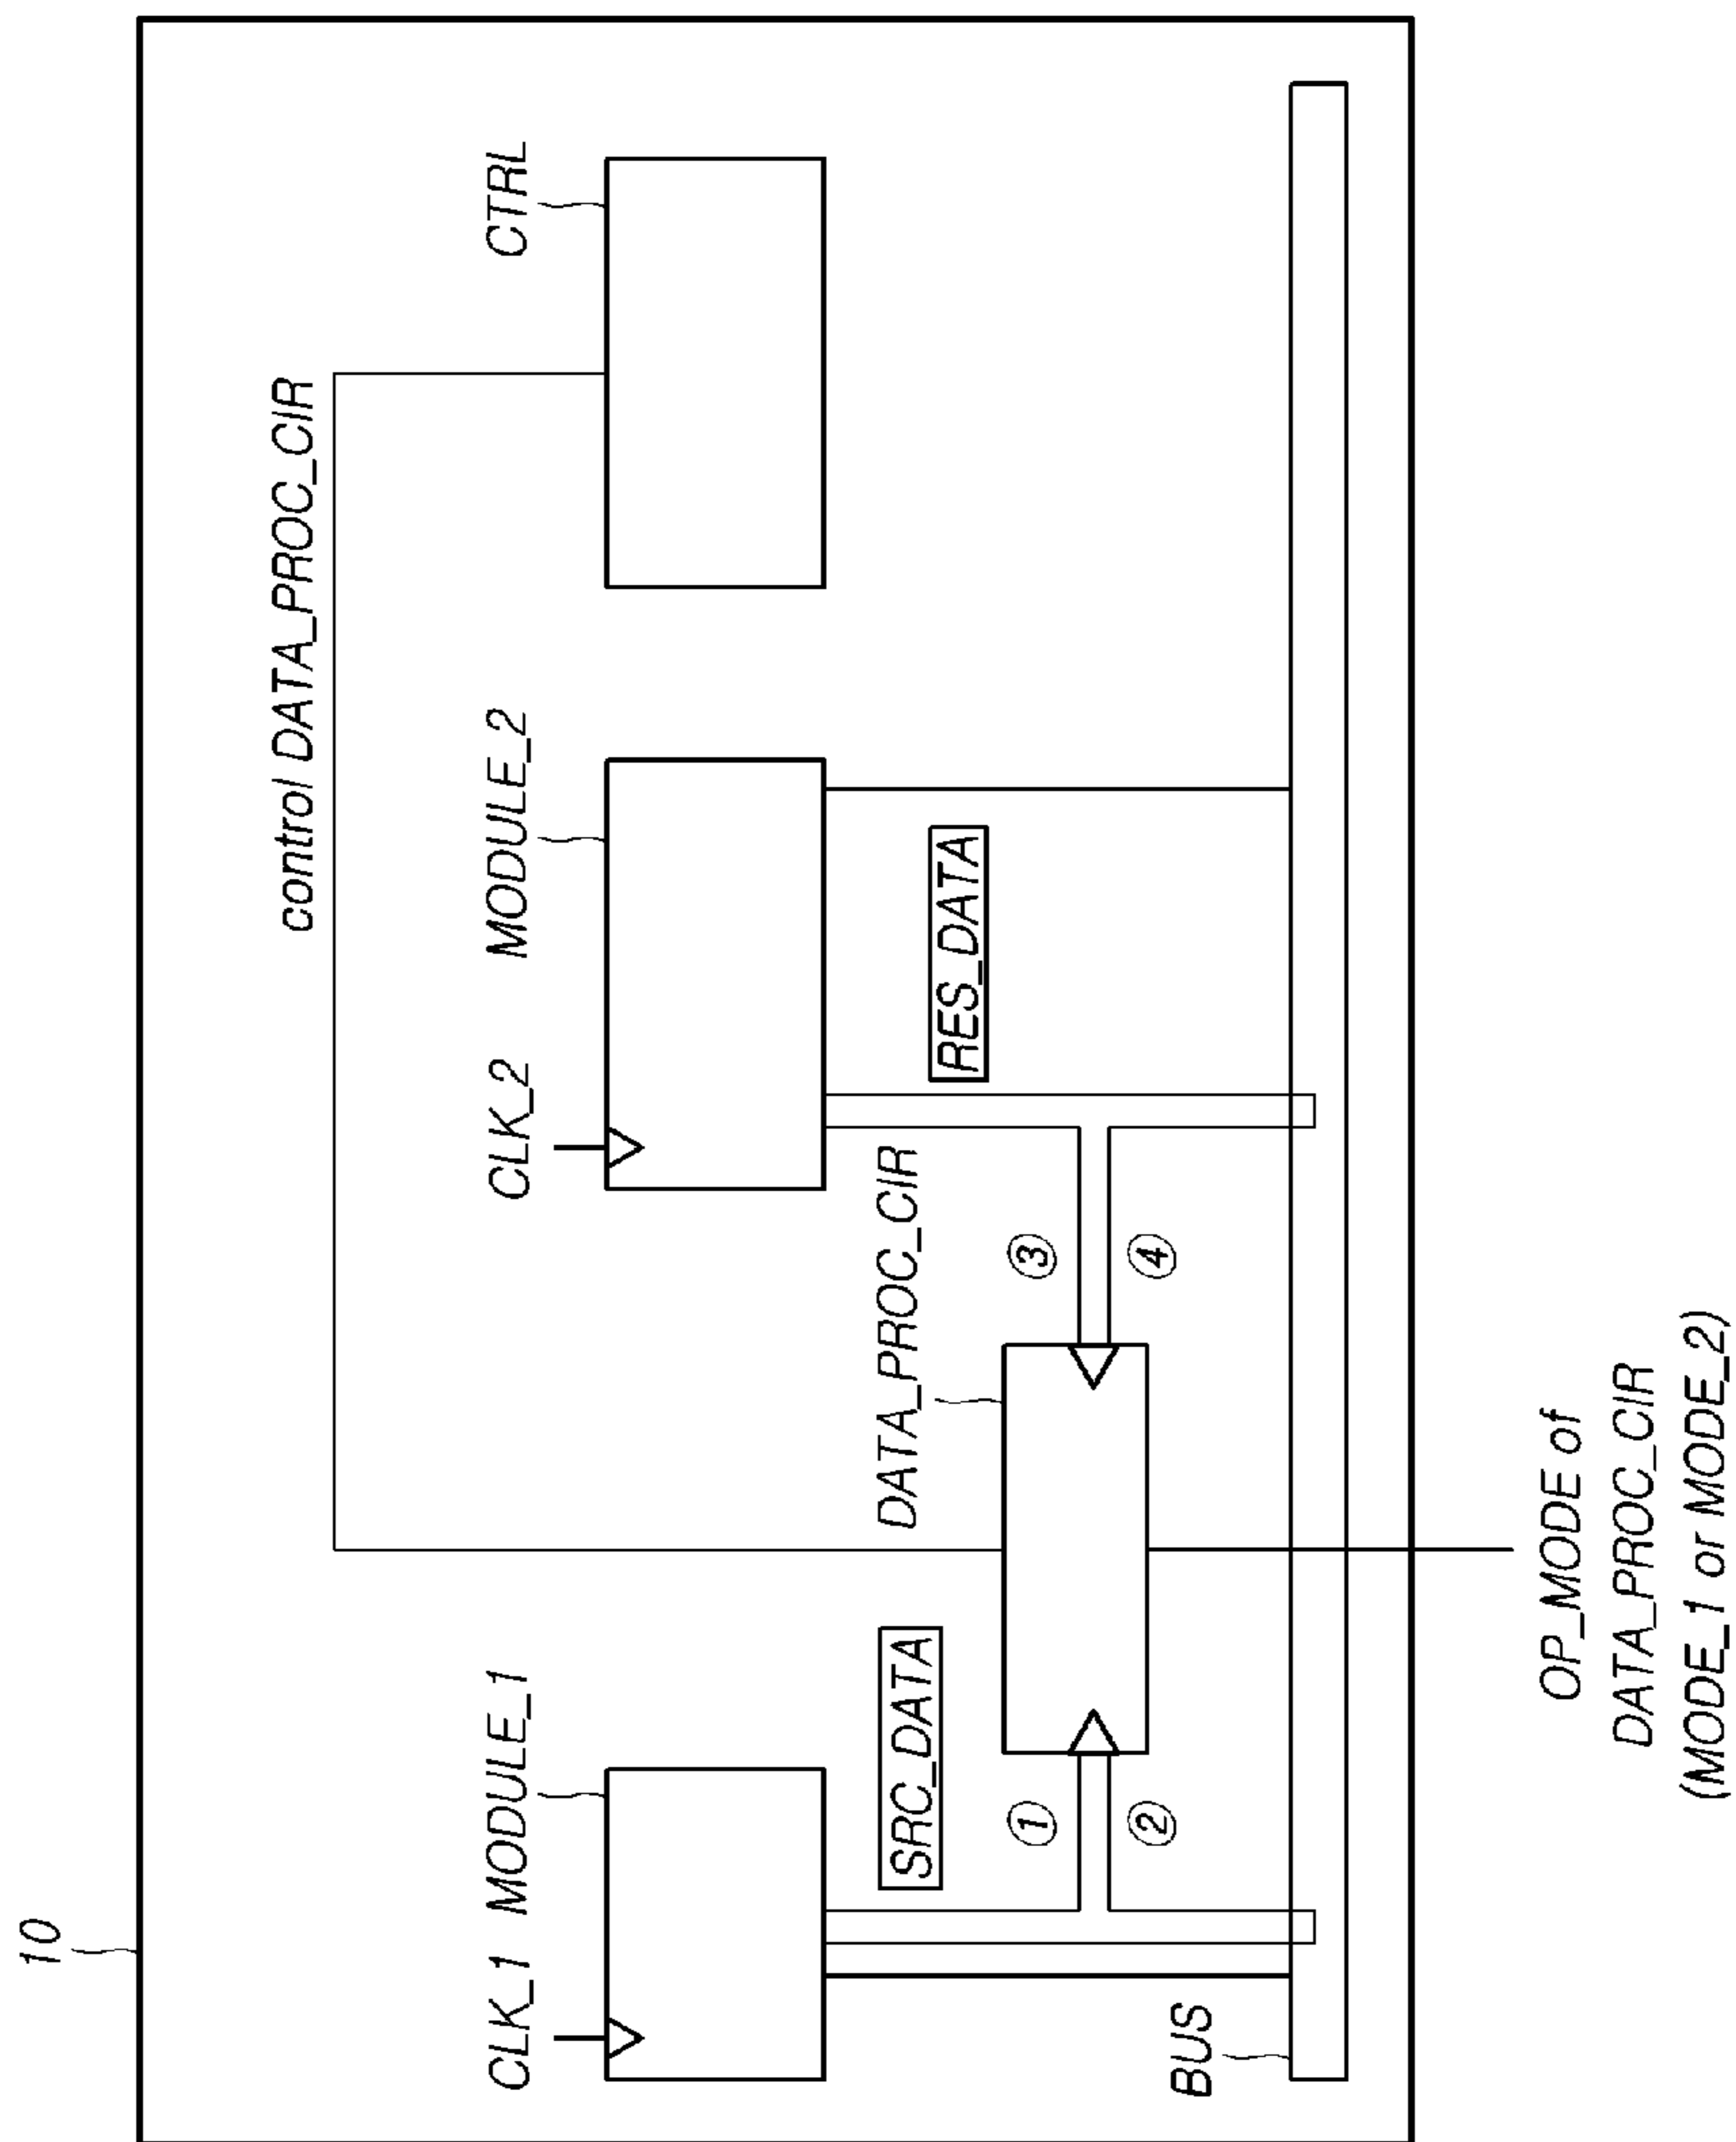 10
control DATA_PROC_CIR
CLK_1
MODULE_1
CLK_2
MODULE_2
CTRL
SRC_DATA
DATA_PROC_CIR
RES_DATA
①
③
②
④
BUS
OP_MODE of
DATA_PROC_CIR
(MODE_1 or MODE_2)